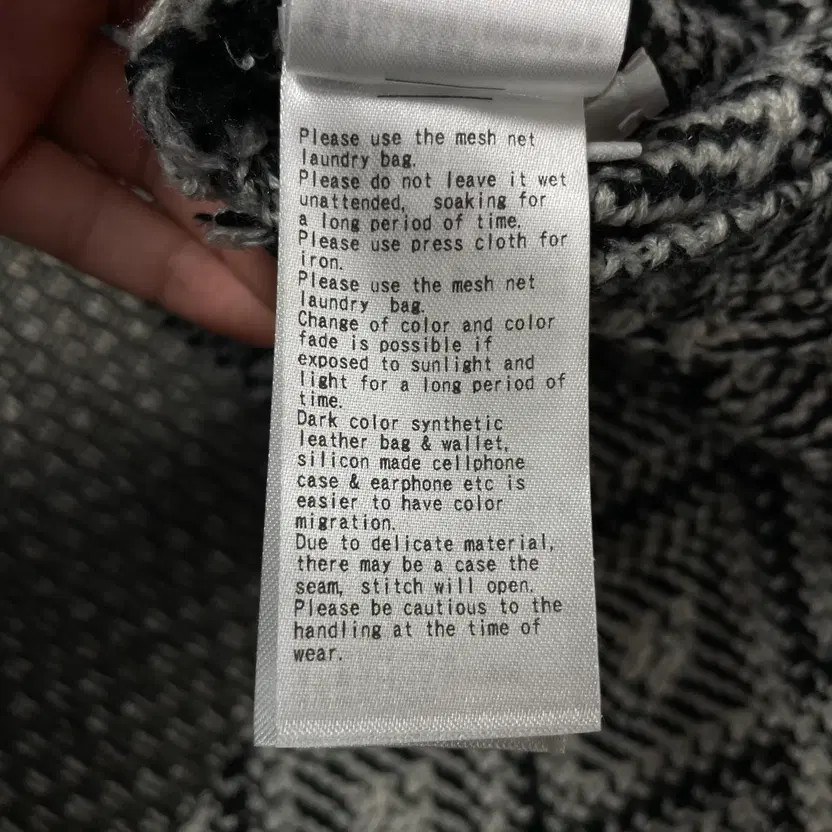 Please use the mesh net
laundry bag.
Please do not leave it wet
unattended, soaking for
a long period of time.
Please use press cloth for
iron.
Please use the mesh net
laundry bag.
Change of color and color
fade is possible if
exposed to sunlight and
light for a long period of
time.
Dark color synthetic
leather bag & wallet,
silicon made cellphone
case & earphone etc is
easier to have color
migration.
Due to delicate material,
there may be a case the
seam, stitch will open.
Please be cautious to the
handling at the time of
wear.